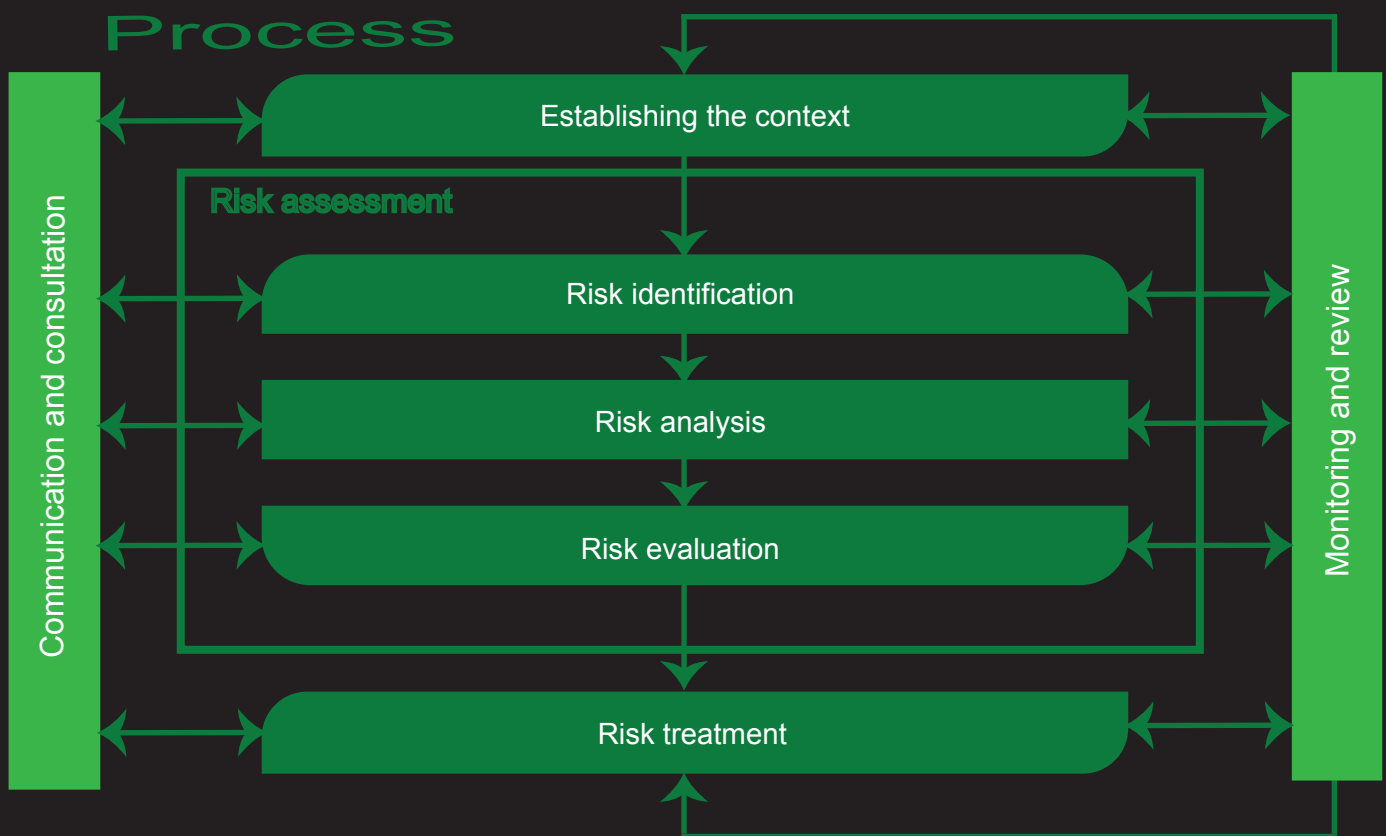 Process
Establishing the context
Risk assessment
Risk identification
Risk analysis
Risk evaluation
Risk treatment
Communication and consultation
Monitoring and review